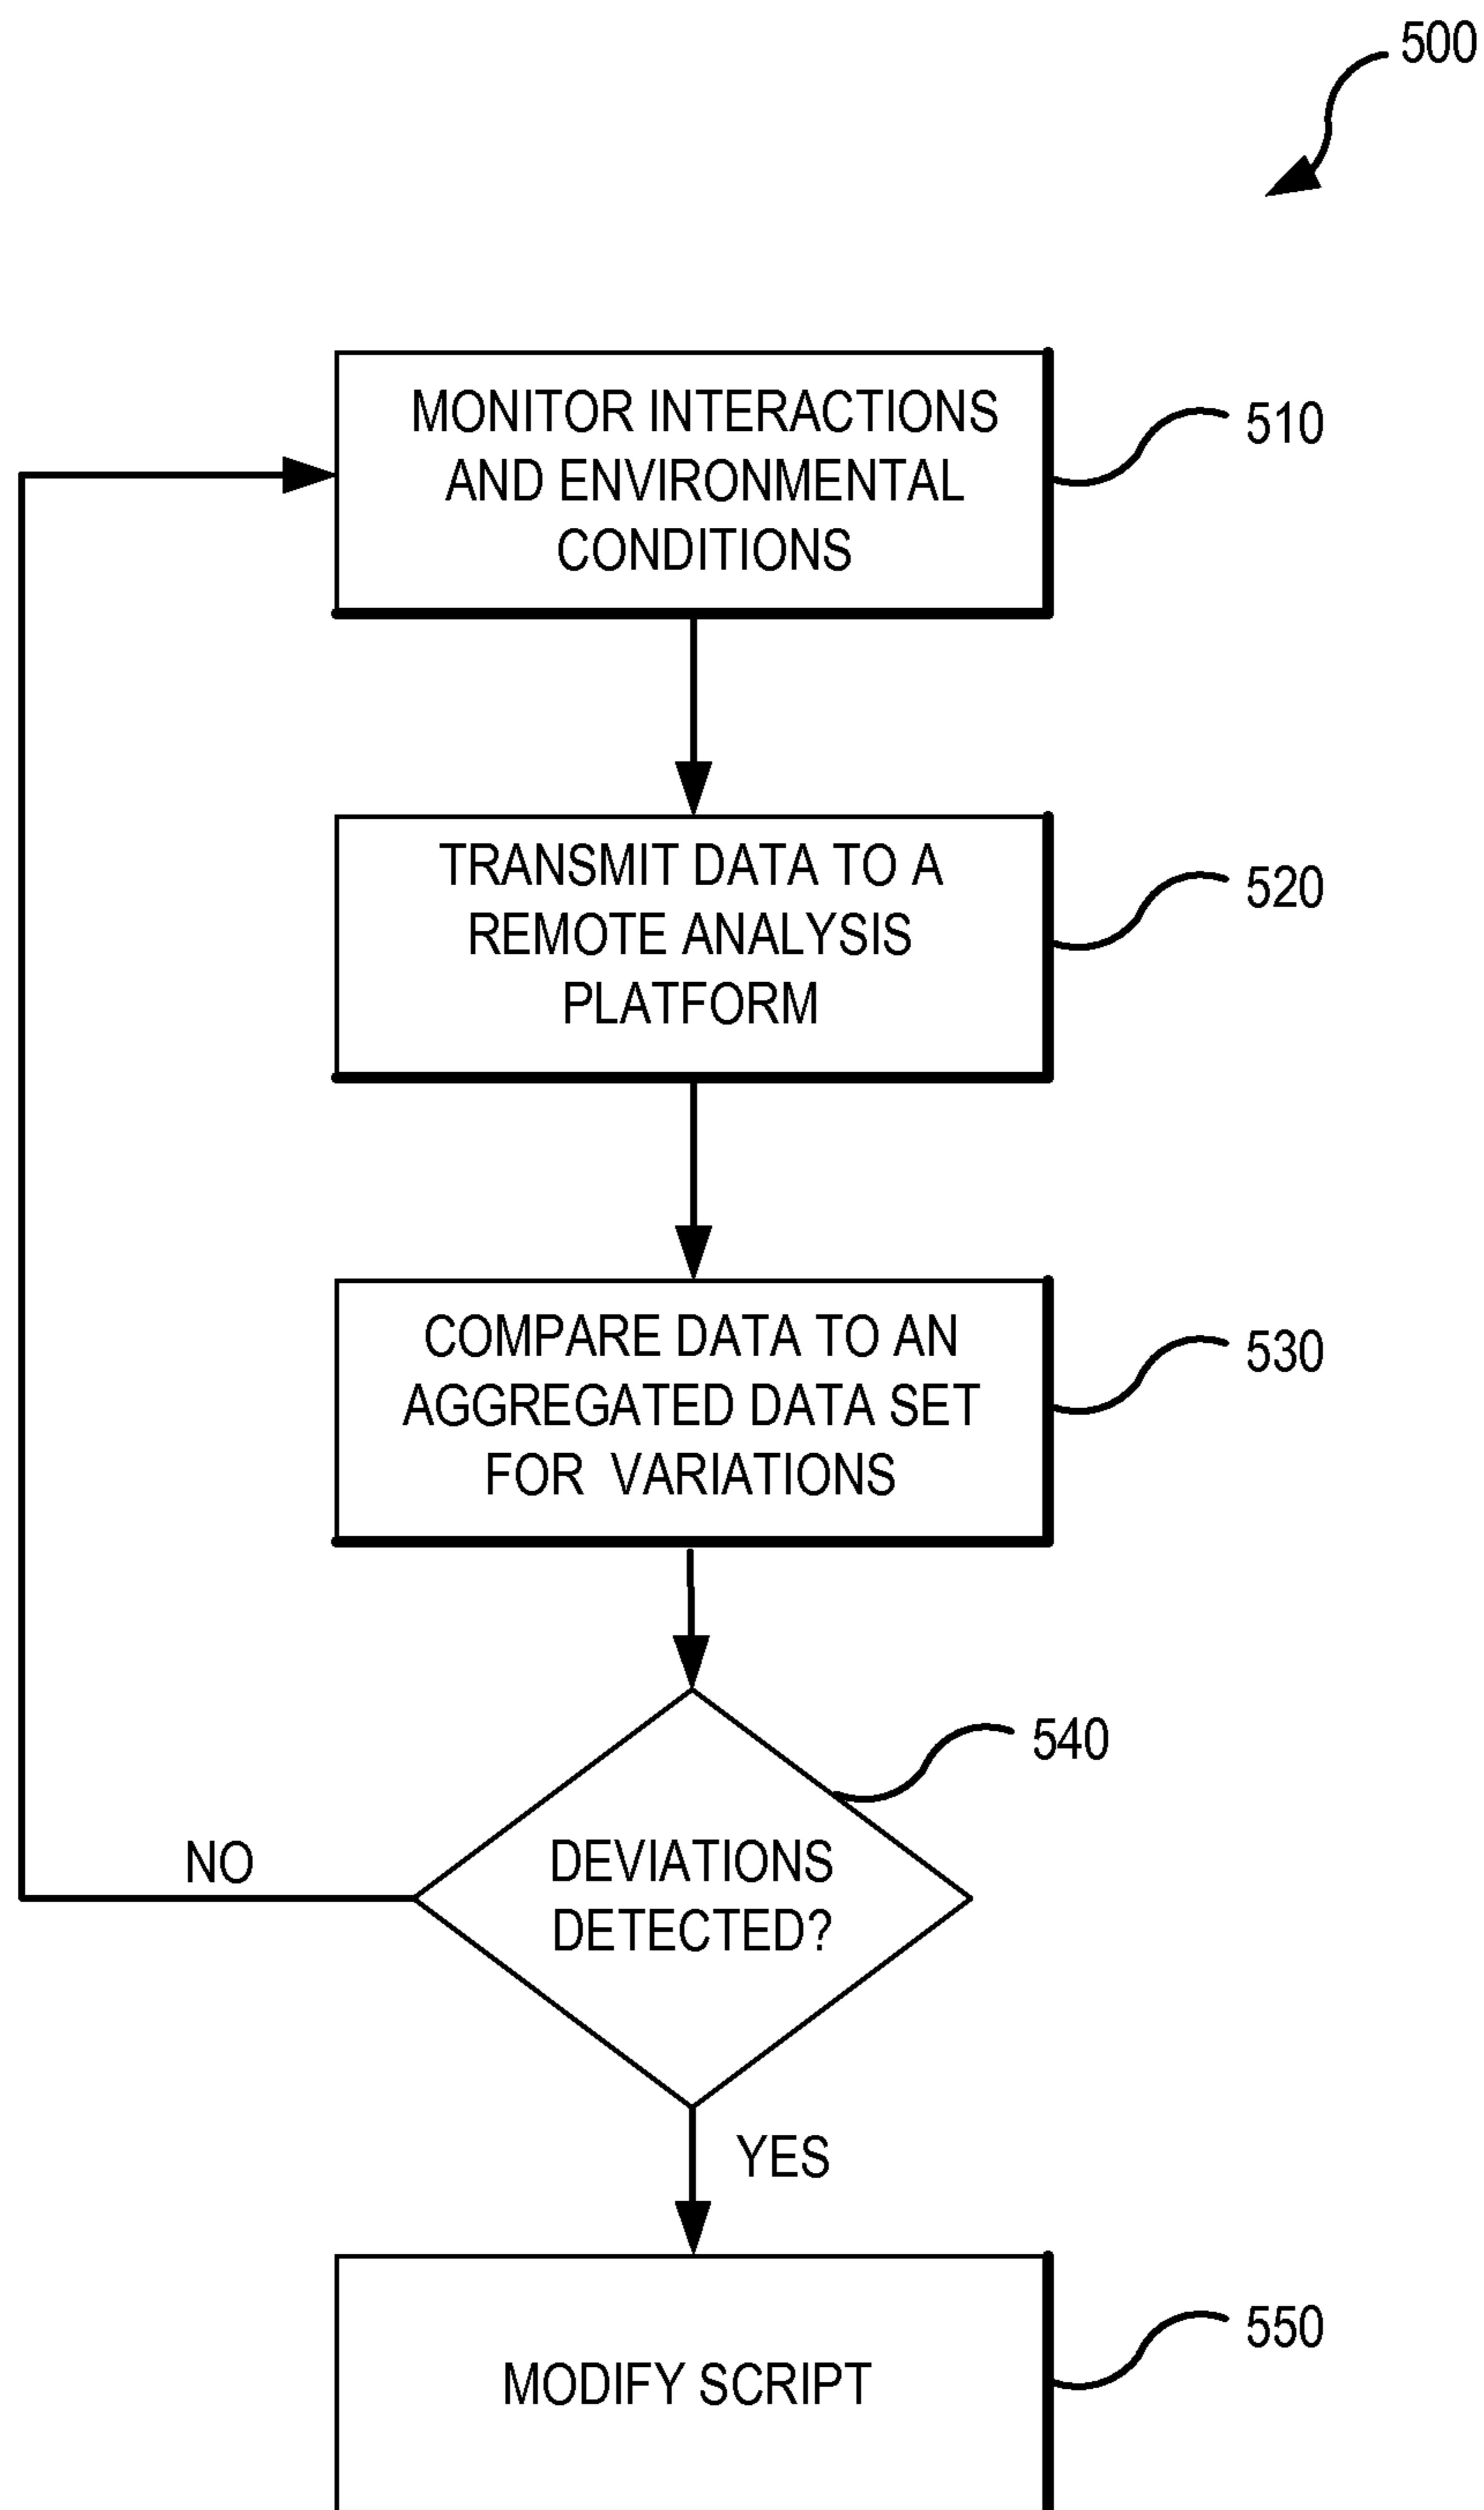 500
MONITOR INTERACTIONS
AND ENVIRONMENTAL
CONDITIONS
510
TRANSMIT DATA TO A
REMOTE ANALYSIS
PLATFORM
520
COMPARE DATA TO AN
AGGREGATED DATA SET
FOR VARIATIONS
530
540
DEVIATIONS
DETECTED?
NO
YES
MODIFY SCRIPT
550